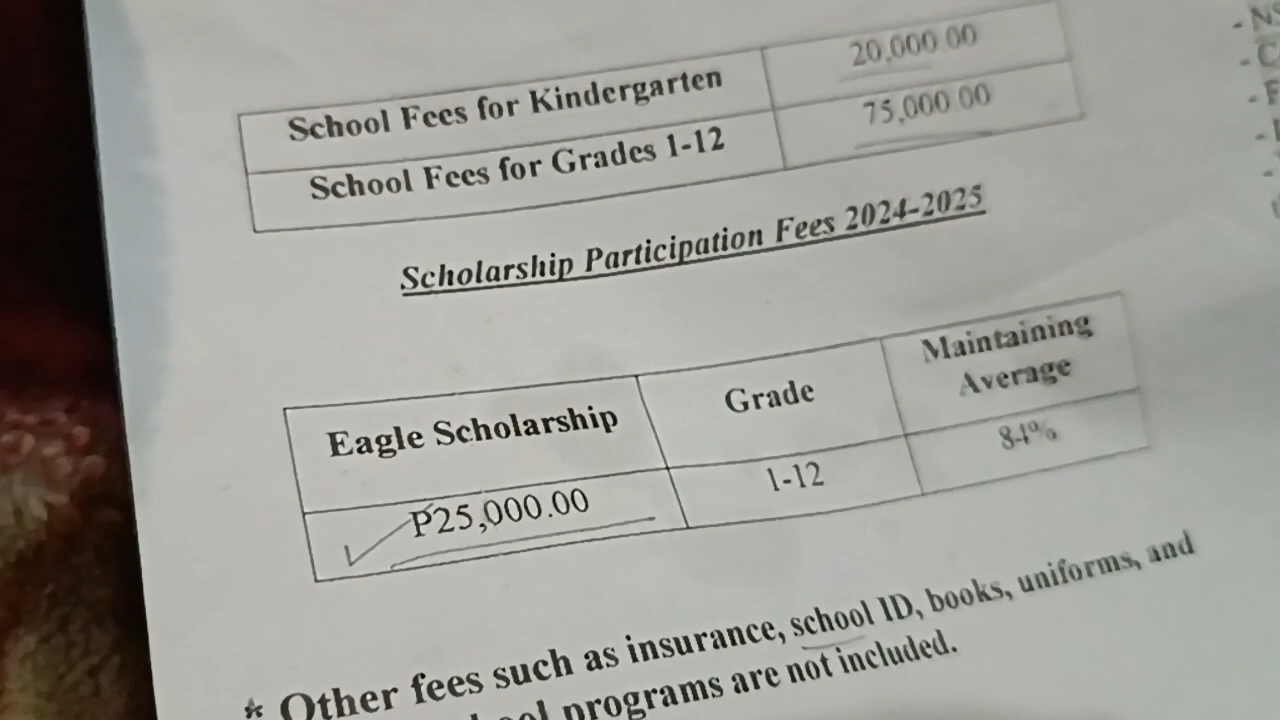 School Fees for Kindergarten 20,000.00
School Fees for Grades 1-12 75,000.00
Scholarship Participation Fees 2024-2025
Eagle Scholarship Grade Maintaining Average
₱25,000.00 1-12 84%
* Other fees such as insurance, school ID, books, uniforms, and
programs are not included.